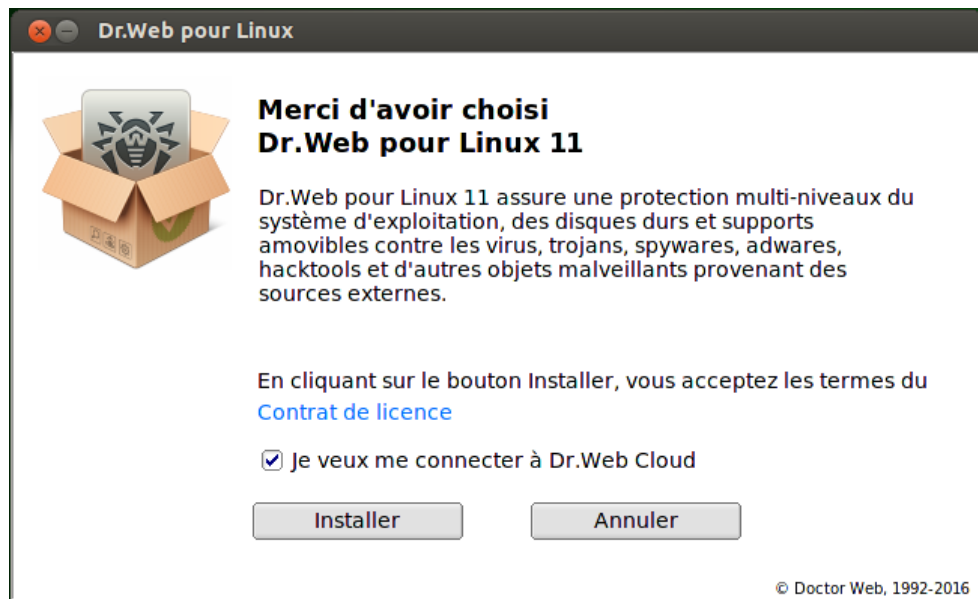 Dr.Web pour Linux
Merci d'avoir choisi
Dr.Web pour Linux 11
Dr.Web pour Linux 11 assure une protection multi-niveaux du
système d'exploitation, des disques durs et supports
amovibles contre les virus, trojans, spywares, adwares,
hacktools et d'autres objets malveillants provenant des
sources externes.
En cliquant sur le bouton Installer, vous acceptez les termes du
Contrat de licence
Je veux me connecter à Dr.Web Cloud
Installer
Annuler
© Doctor Web, 1992-2016